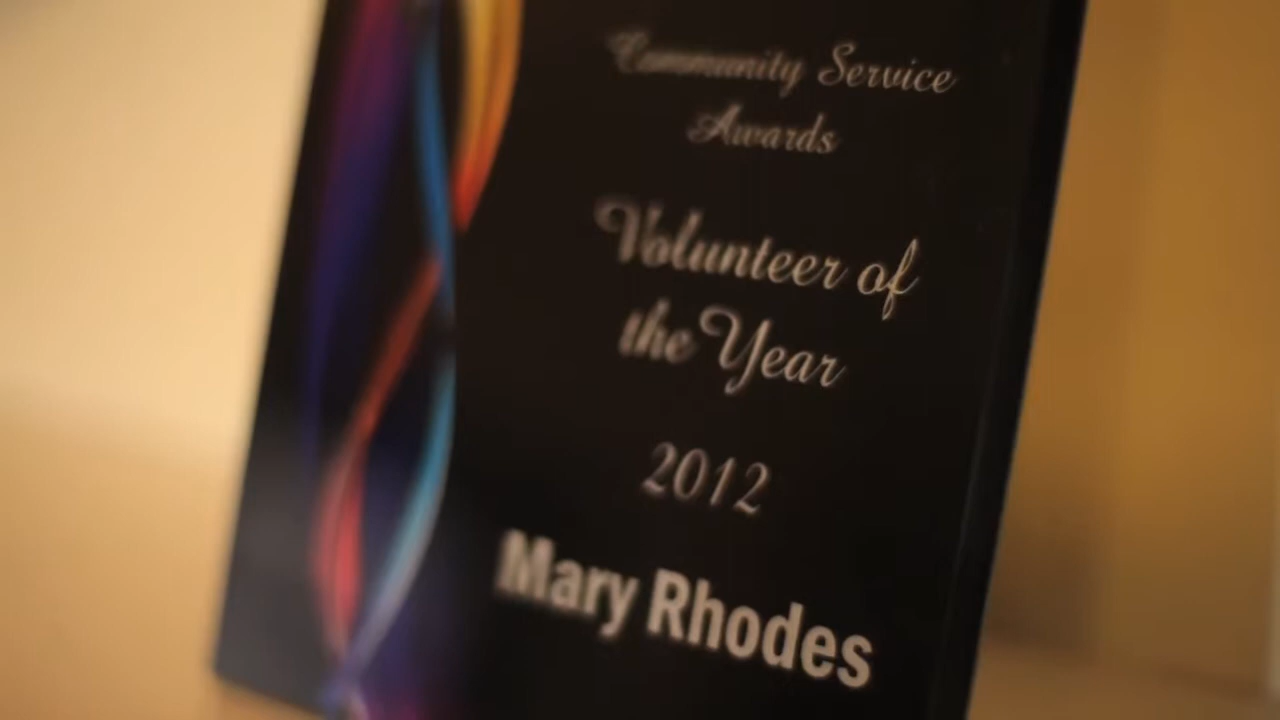 Community Service
Awards
Volunteer of
the Year
2012
Mary Rhodes